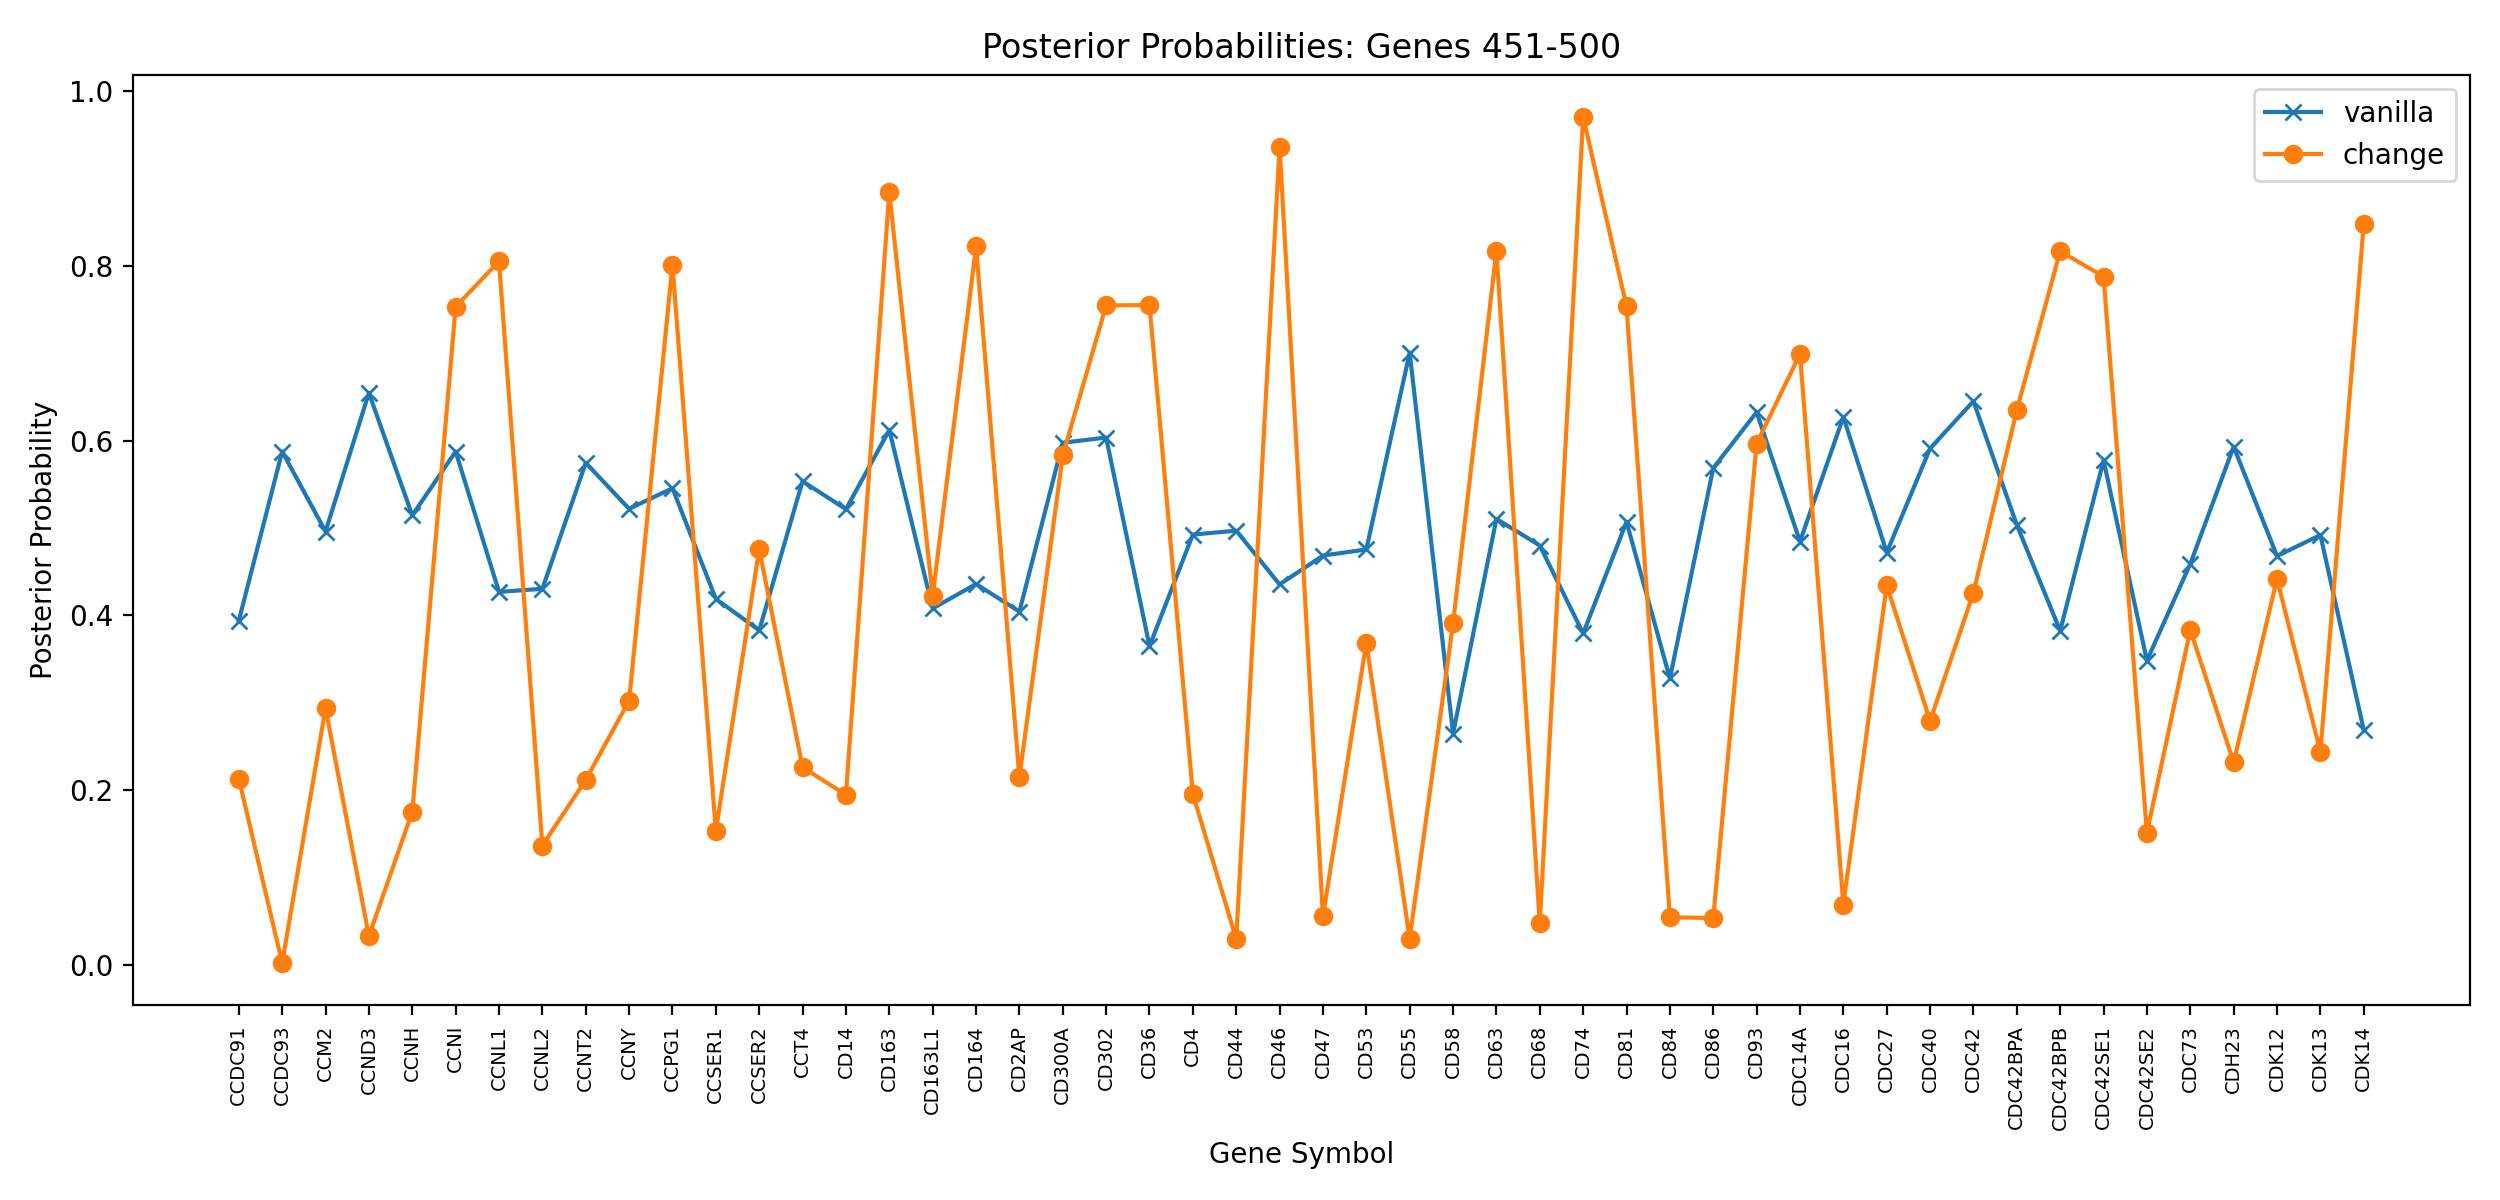 Posterior Probabilities: Genes 451-500
1.0
0.8
0.6
0.4
0.2
0.0
Posterior Probability
vanilla
change
CCDC91
CCDC93
CCM2
CCND3
CCNH
CCNI
CCNL1
CCNL2
CCNT2
CCNY
CCPG1
CCSER1
CCSER2
CCT4
CD14
CD163
CD163L1
CD164
CD2AP
CD300A
CD302
CD36
CD4
CD44
CD46
CD47
CD53
CD55
CD58
CD63
CD68
CD74
CD81
CD84
CD86
CD93
CDC14A
CDC16
CDC27
CDC40
CDC42
CDC42BPA
CDC42BPB
CDC42SE1
CDC42SE2
CDC73
CDH23
CDK12
CDK13
CDK14
Gene Symbol